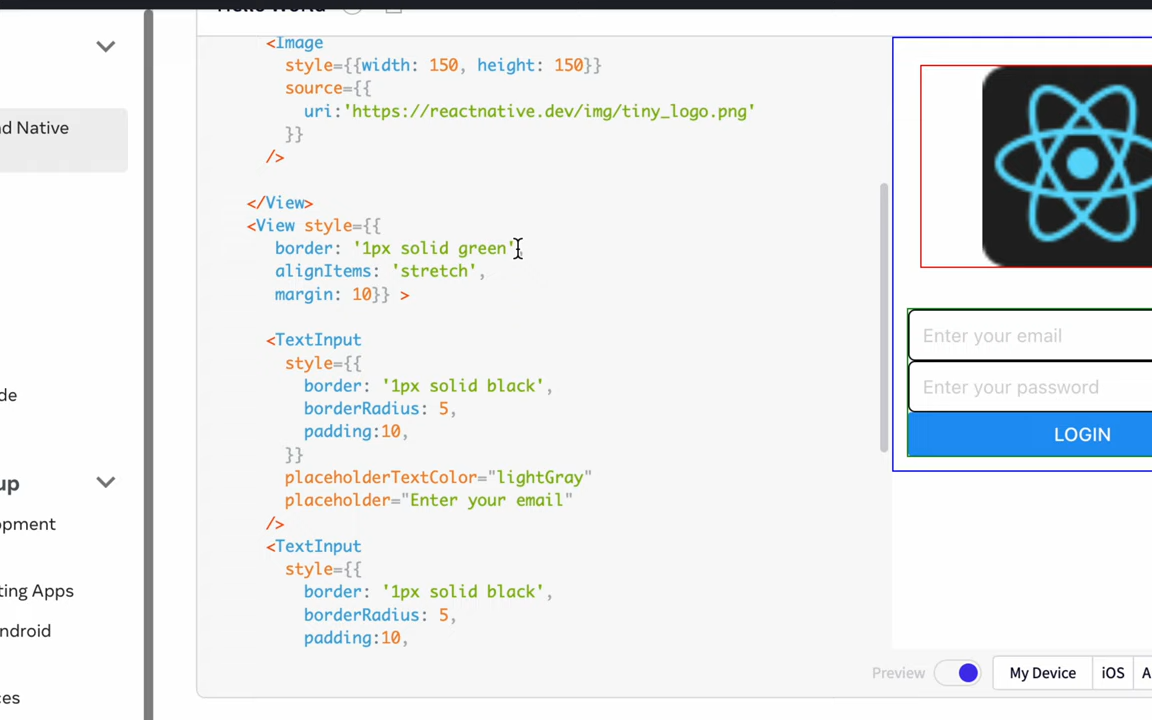 Hello World
nd Native
de
up
opment
ting Apps
ndroid
ces
<Image
style={{width: 150, height: 150}}
source={{
uri:'https://reactnative.dev/img/tiny_logo.png'
}}
/>
</View>
<View style={{
border: '1px solid green',
alignItems: 'stretch',
margin: 10}} >
<TextInput
style={{
border: '1px solid black',
borderRadius: 5,
padding:10,
}}
placeholderTextColor="lightGray"
placeholder="Enter your email"
/>
<TextInput
style={{
border: '1px solid black',
borderRadius: 5,
padding:10,
Enter your email
Enter your password
LOGIN
Preview
My Device
iOS
A